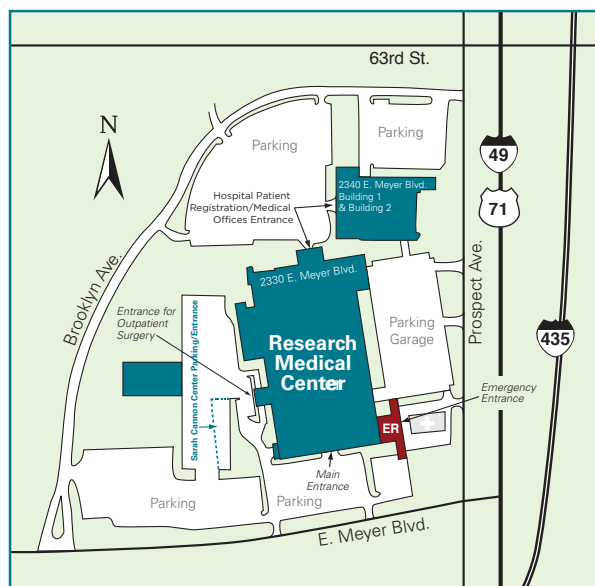 63rd St.
N
Parking
Parking
49
2340 E. Meyer Blvd.
Building 1
& Building 2
Hospital Patient
Registration/Medical
Offices Entrance
71
2330 E. Meyer Blvd.
Brooklyn Ave.
Prospect Ave.
Entrance for
Outpatient
Surgery
Parking
Garage
435
Research
Medical
Center
Sarah Cannon Center Parking/Entrance
Emergency
Entrance
ER
Main
Entrance
Parking
Parking
E. Meyer Blvd.